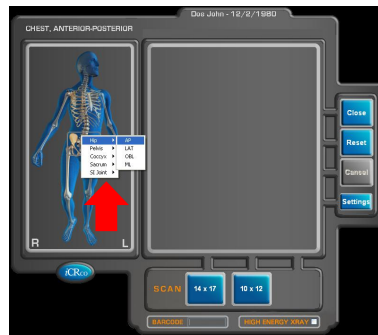 Doe John - 12/2/1980
CHEST, ANTERIOR-POSTERIOR
Hip AP
Pelvis LAT
Coccyx OBL
Sacrum ML
SI Joint
R L
iCRco
Close
Reset
Cancel
Settings
SCAN 14 x 17 10 x 12
BARCODE HIGH ENERGY XRAY